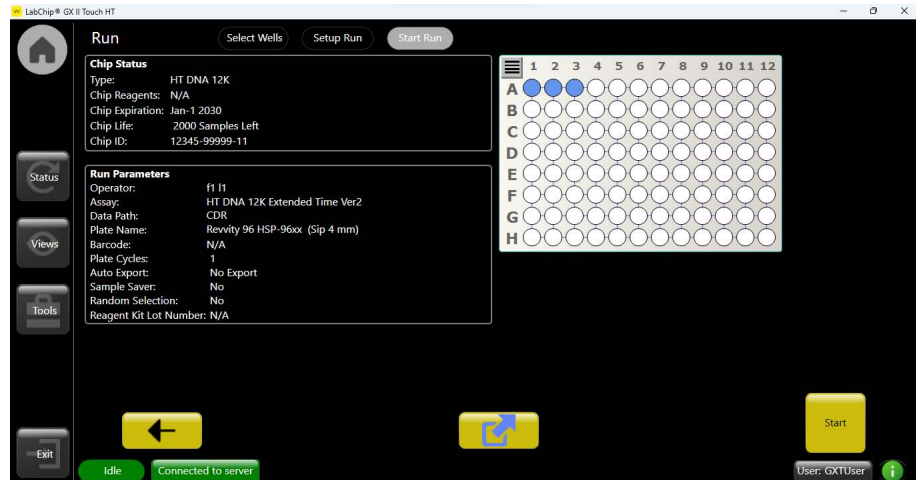 LabChip® GX II Touch HT
Run
Select Wells
Setup Run
Start Run
Chip Status
Type: HT DNA 12K
Chip Reagents: N/A
Chip Expiration: Jan-1 2030
Chip Life: 2000 Samples Left
Chip ID: 12345-99999-11
1 2 3 4 5 6 7 8 9 10 11 12
A
B
C
D
E
F
G
H
Status
Views
Tools
Exit
Run Parameters
Operator: f1 l1
Assay: HT DNA 12K Extended Time Ver2
Data Path: CDR
Plate Name: Revvity 96 HSP-96xx (Sip 4 mm)
Barcode: N/A
Plate Cycles: 1
Auto Export: No Export
Sample Saver: No
Random Selection: No
Reagent Kit Lot Number: N/A
Start
Idle
Connected to server
User: GXTUser